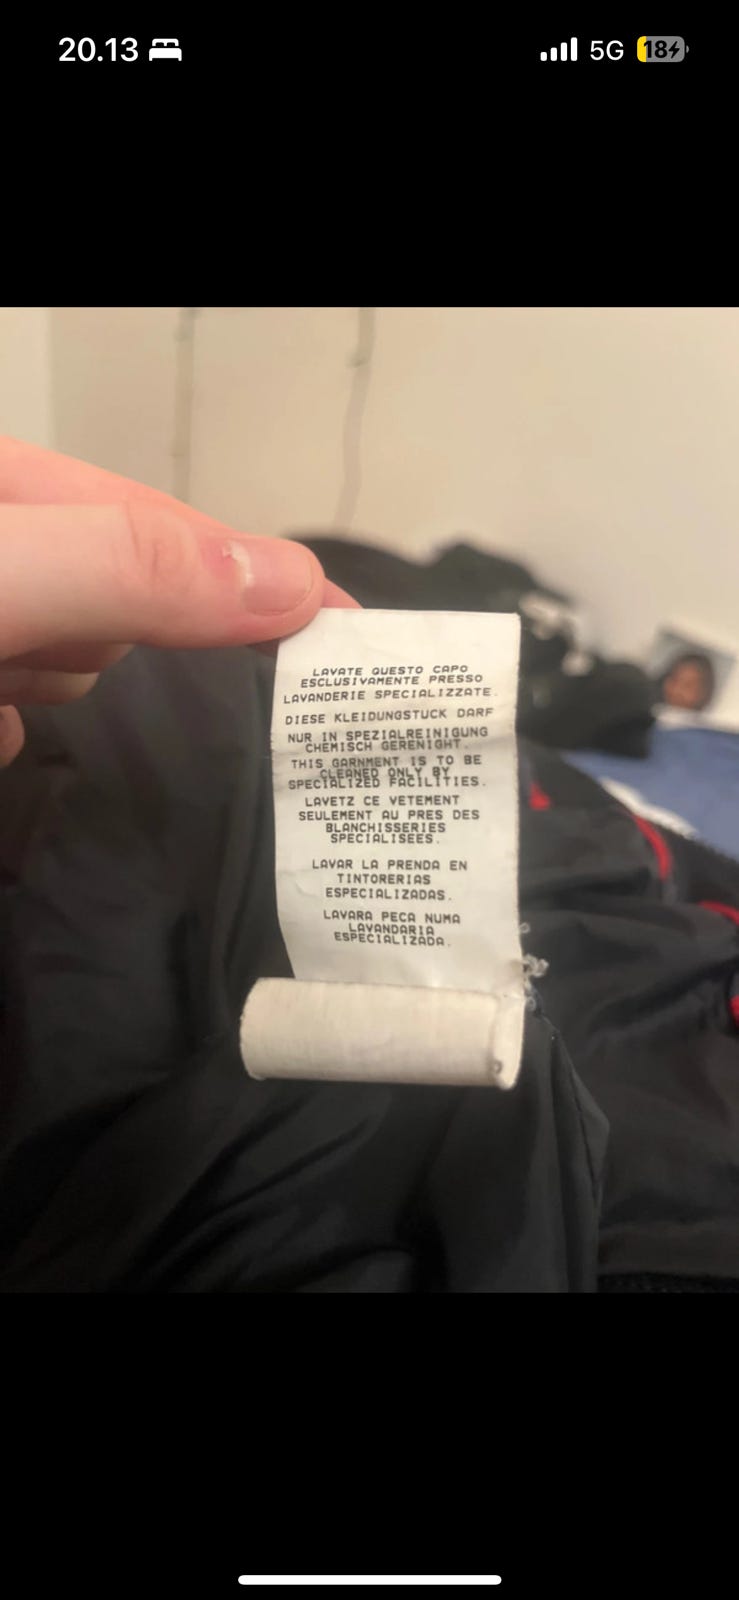 20.13
5G
18
LAVATE QUESTO CAPO
ESCLUSIVAMENTE PRESSO
LAVANDERIE SPECIALIZZATE.
DIESE KLEIDUNGSTUCK DARF
NUR IN SPEZIALREINIGUNG
CHEMISCH GERENIGHT.
THIS GARNMENT IS TO BE
CLEANED ONLY BY
SPECIALIZED FACILITIES.
LAVETZ CE VETEMENT
SEULEMENT AU PRES DES
BLANCHISSERIES
SPECIALISEES.
LAVAR LA PRENDA EN
TINTORERIAS
ESPECIALIZADAS.
LAVARA PECA NUMA
LAVANDARIA
ESPECIALIZADA.